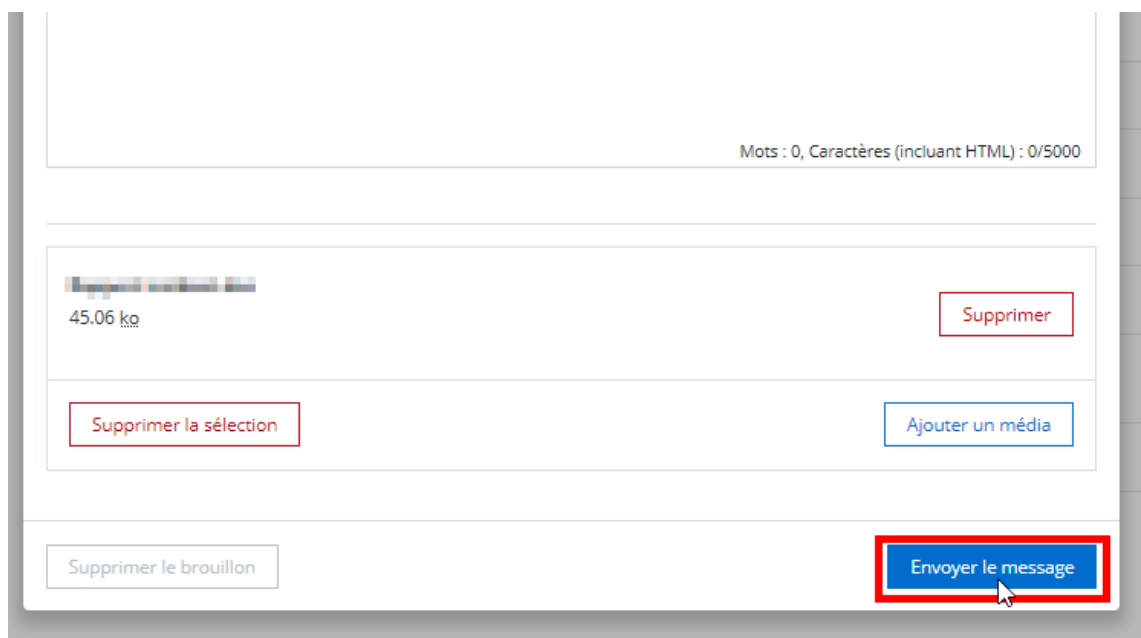 Mots : 0, Caractères (incluant HTML) : 0/5000
45.06 ko
Supprimer
Supprimer la sélection
Ajouter un média
Supprimer le brouillon
Envoyer le message